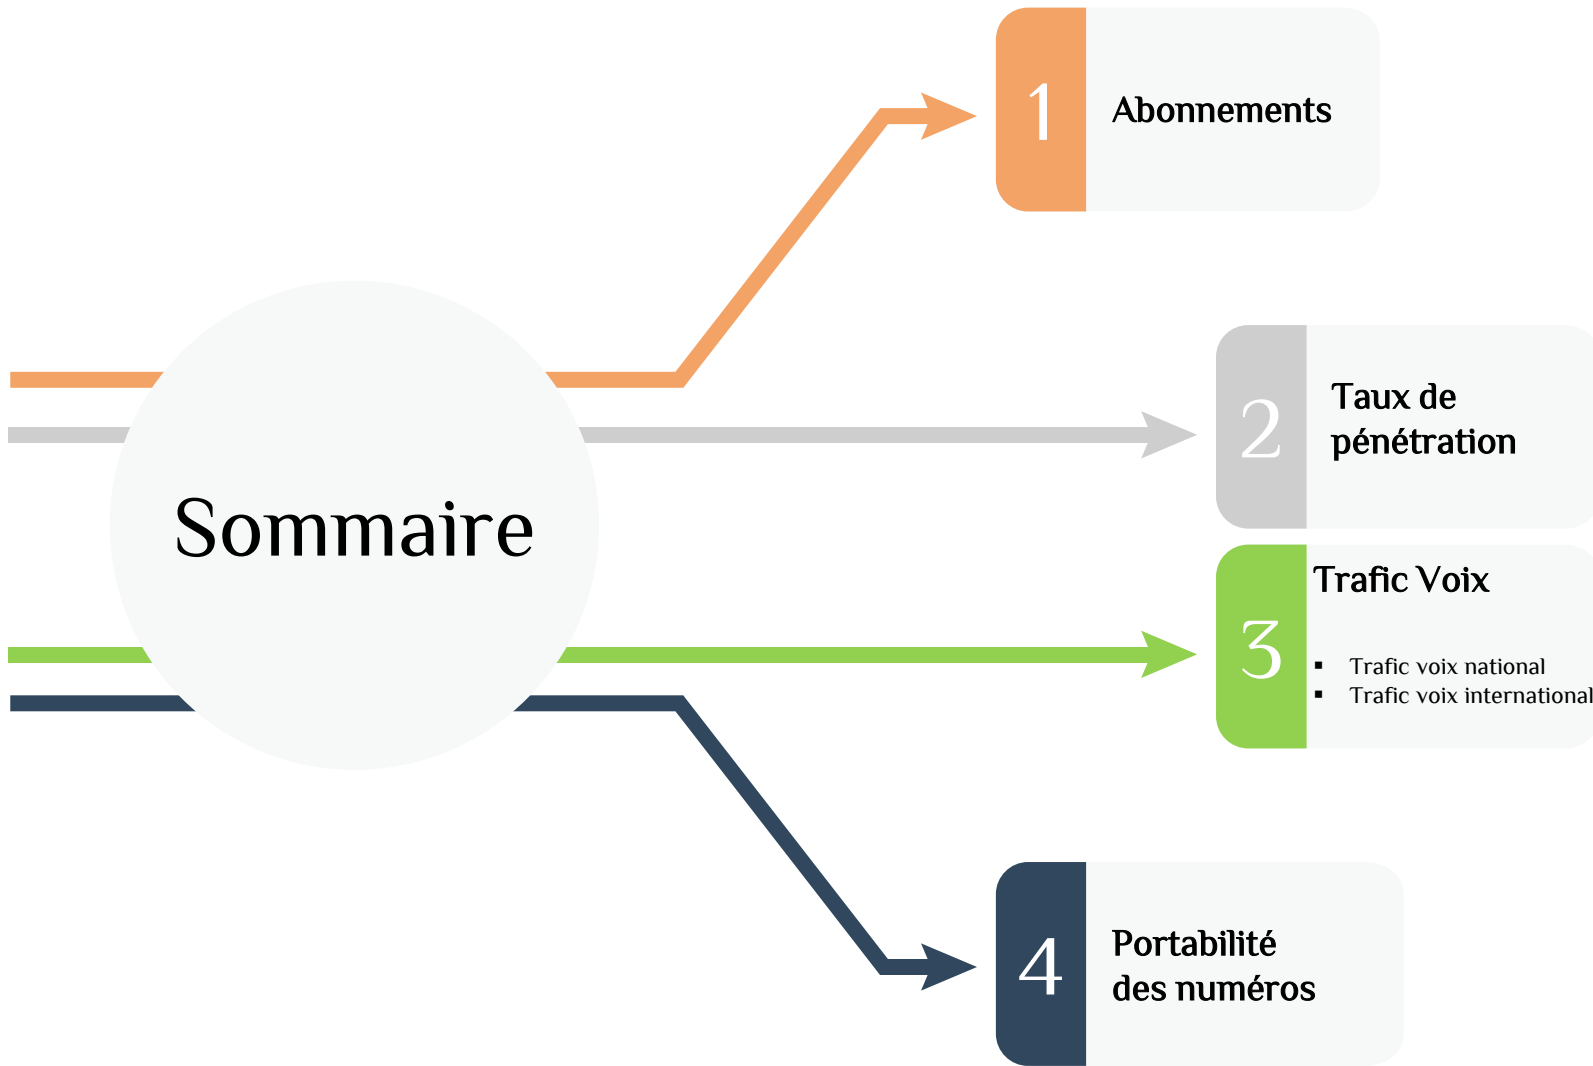 Sommaire
1
Abonnements
2
Taux de
pénétration
3
Trafic Voix
▪ Trafic voix national
▪ Trafic voix international
4
Portabilité
des numéros